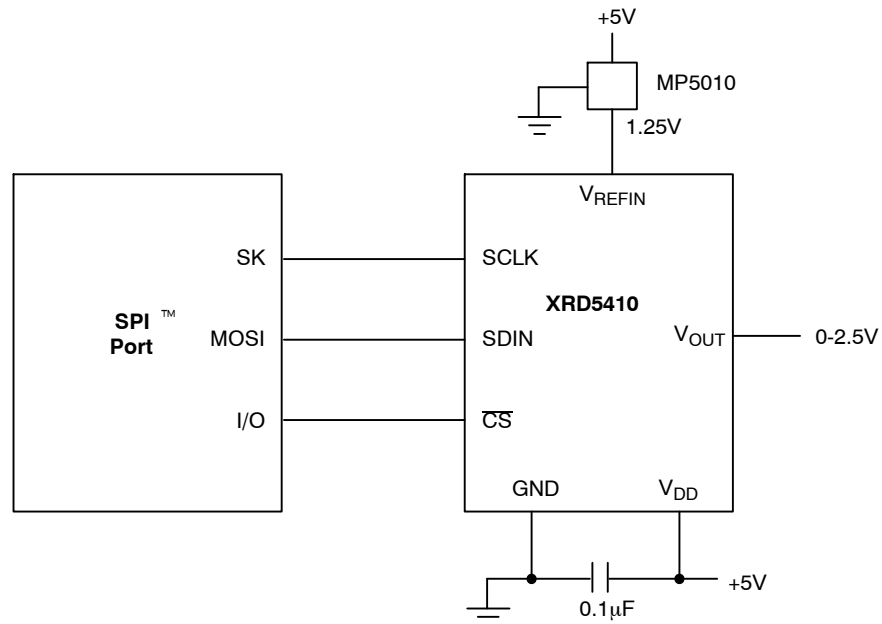 +5V
MP5010
1.25V
VREFIN
SK
SCLK
XRD5410
SPI ™
Port
MOSI
SDIN
VOUT
0-2.5V
I/O
CS
GND
VDD
+5V
0.1µF